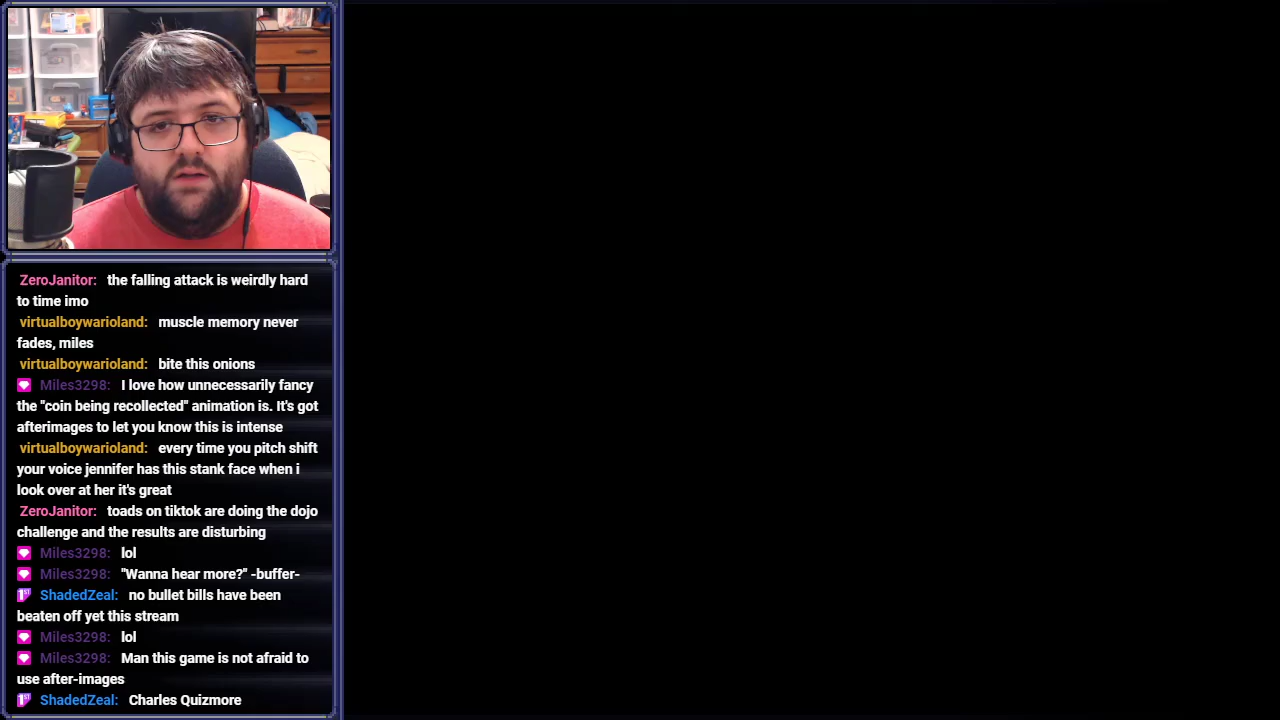 ZeroJanitor: the falling attack is weirdly hard
to time imo
virtualboywarioland: muscle memory never
fades, miles
virtualboywarioland: bite this onions
Miles3298: I love how unnecessarily fancy
the "coin being recollected" animation is. It's got
afterimages to let you know this is intense
virtualboywarioland: every time you pitch shift
your voice jennifer has this stank face when i
look over at her it's great
ZeroJanitor: toads on tiktok are doing the dojo
challenge and the results are disturbing
Miles3298: lol
Miles3298: "Wanna hear more?" -buffer-
ShadedZeal: no bullet bills have been
beaten off yet this stream
Miles3298: lol
Miles3298: Man this game is not afraid to
use after-images
ShadedZeal: Charles Quizmore